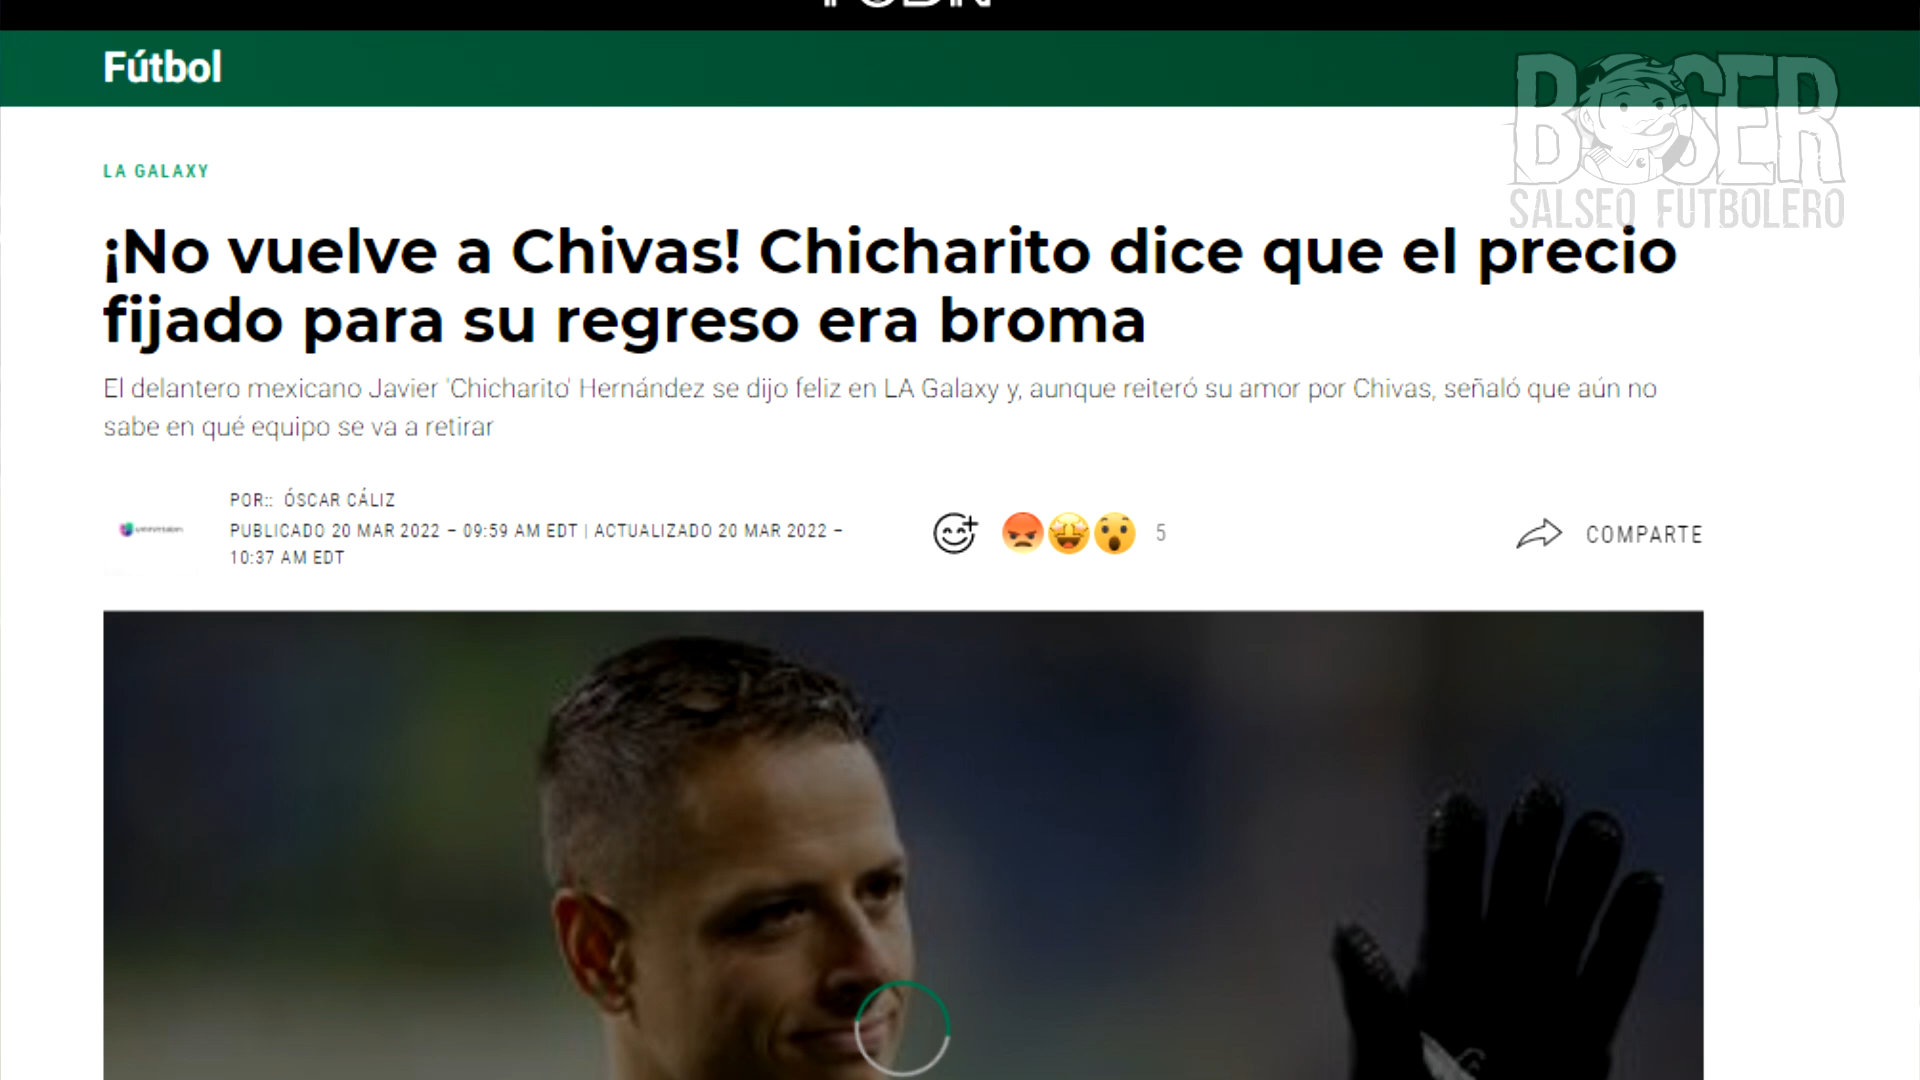 Fútbol
BOSER
SALSEO FUTBOLERO
LA GALAXY
¡No vuelve a Chivas! Chicharito dice que el precio
fijado para su regreso era broma
El delantero mexicano Javier 'Chicharito' Hernández se dijo feliz en LA Galaxy y, aunque reiteró su amor por Chivas, señaló que aún no
sabe en qué equipo se va a retirar
POR:: ÓSCAR CÁLIZ
PUBLICADO 20 MAR 2022 – 09:59 AM EDT | ACTUALIZADO 20 MAR 2022 –
10:37 AM EDT
5
COMPARTE